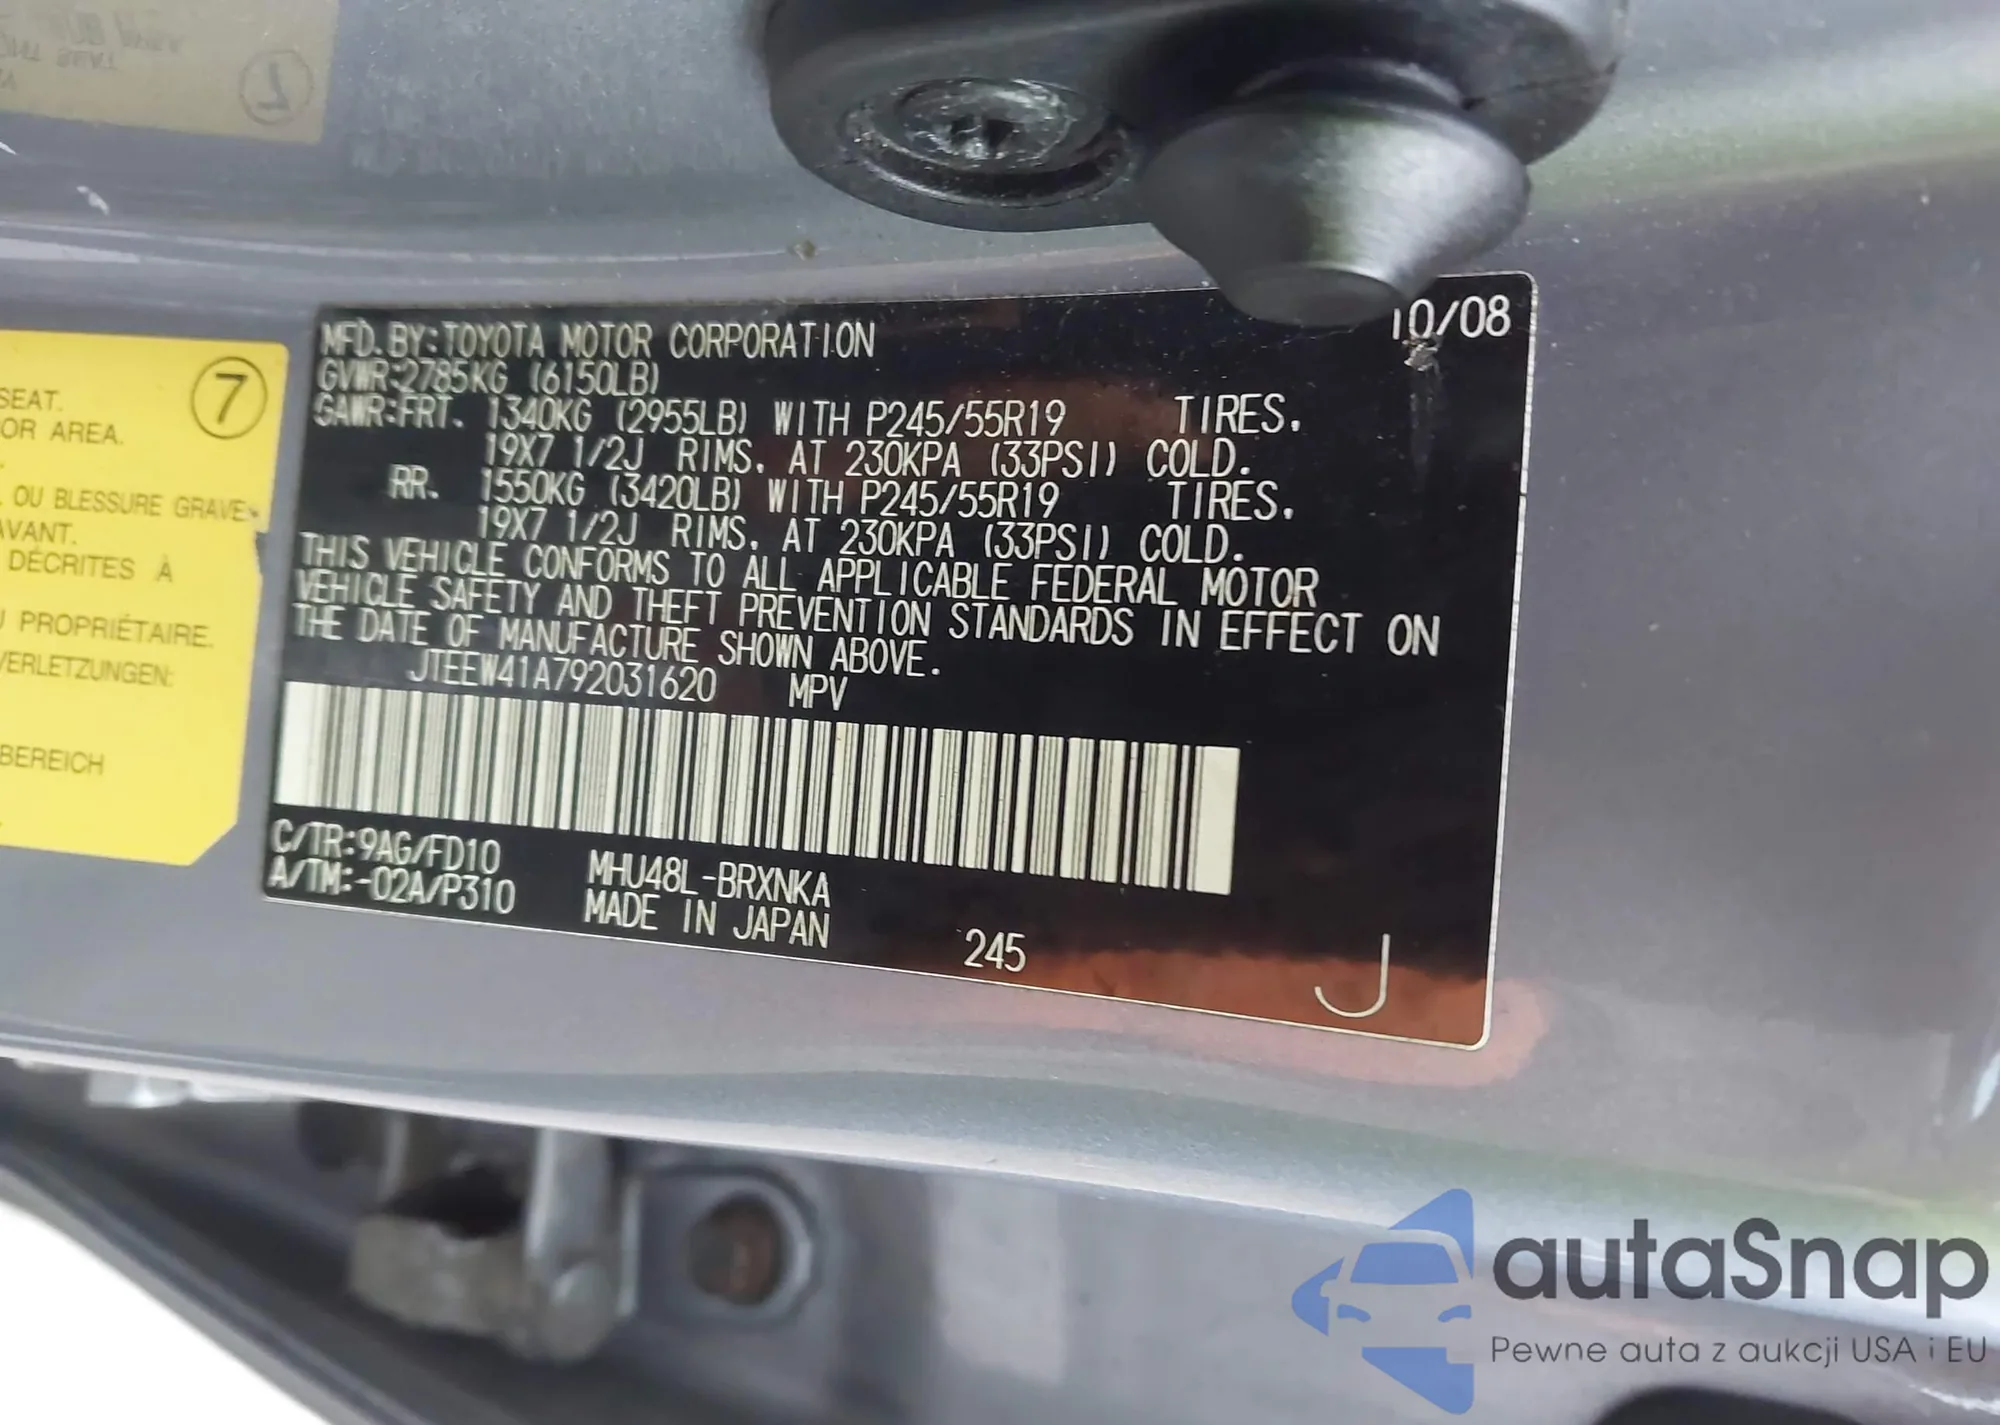 7
SEAT.
OR AREA.
OU BLESSURE GRAVE
AVANT.
DÉCRITES À
PROPRIÉTAIRE.
VERLETZUNGEN:
BEREICH
10/08
MFD. BY: TOYOTA MOTOR CORPORATION
GVWR:2785KG (6150LB)
GAWR:FRT. 1340KG (2955LB) WITH P245/55R19 TIRES.
19X7 1/2J RIMS. AT 230KPA (33PSI) COLD.
RR. 1550KG (3420LB) WITH P245/55R19 TIRES.
19X7 1/2J RIMS. AT 230KPA (33PSI) COLD.
THIS VEHICLE CONFORMS TO ALL APPLICABLE FEDERAL MOTOR
VEHICLE SAFETY AND THEFT PREVENTION STANDARDS IN EFFECT ON
THE DATE OF MANUFACTURE SHOWN ABOVE.
JTEEW41A792031620 MPV
C/TR:9AG/FD10
A/TM:-02A/P310
MHU48L-BRXNKA
MADE IN JAPAN
245
J
autaSnap
Pewne auta z aukcji USA i EU